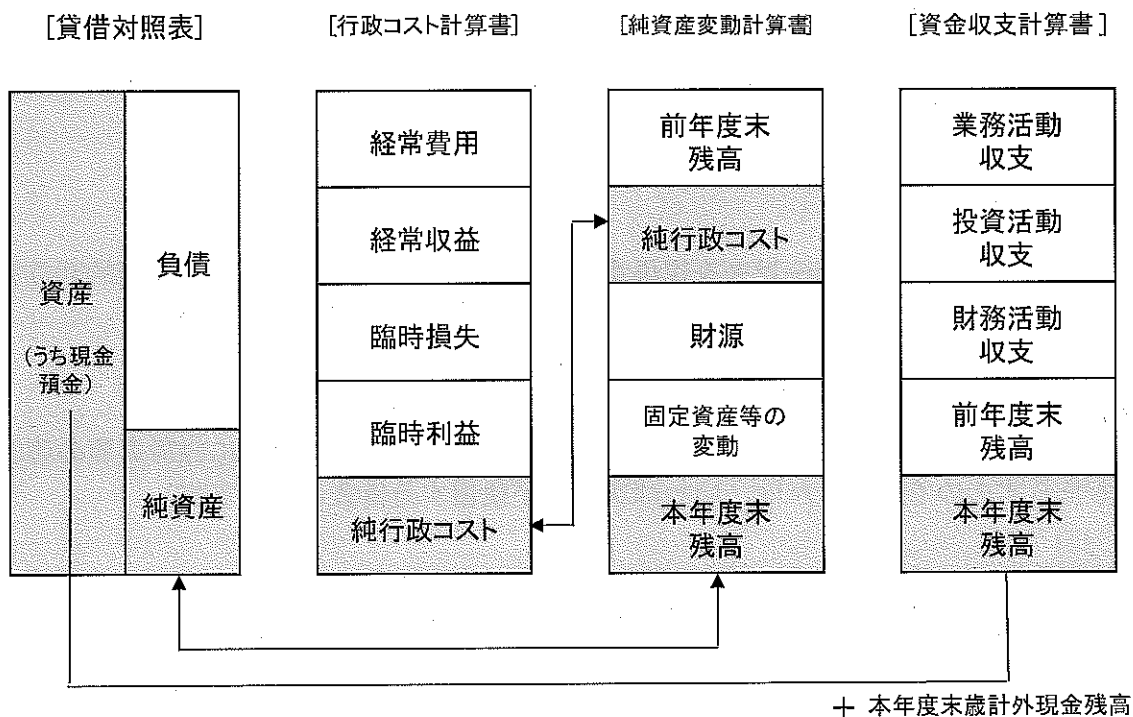 [貸借対照表]
[行政コスト計算書]
[純資産変動計算書]
[資金収支計算書]
資産
(うち現金
預金)
負債
純資産
経常費用
経常収益
臨時損失
臨時利益
純行政コスト
前年度末
残高
純行政コスト
財源
固定資産等の
変動
本年度末
残高
業務活動
収支
投資活動
収支
財務活動
収支
前年度末
残高
本年度末
残高
＋ 本年度末歳計外現金残高